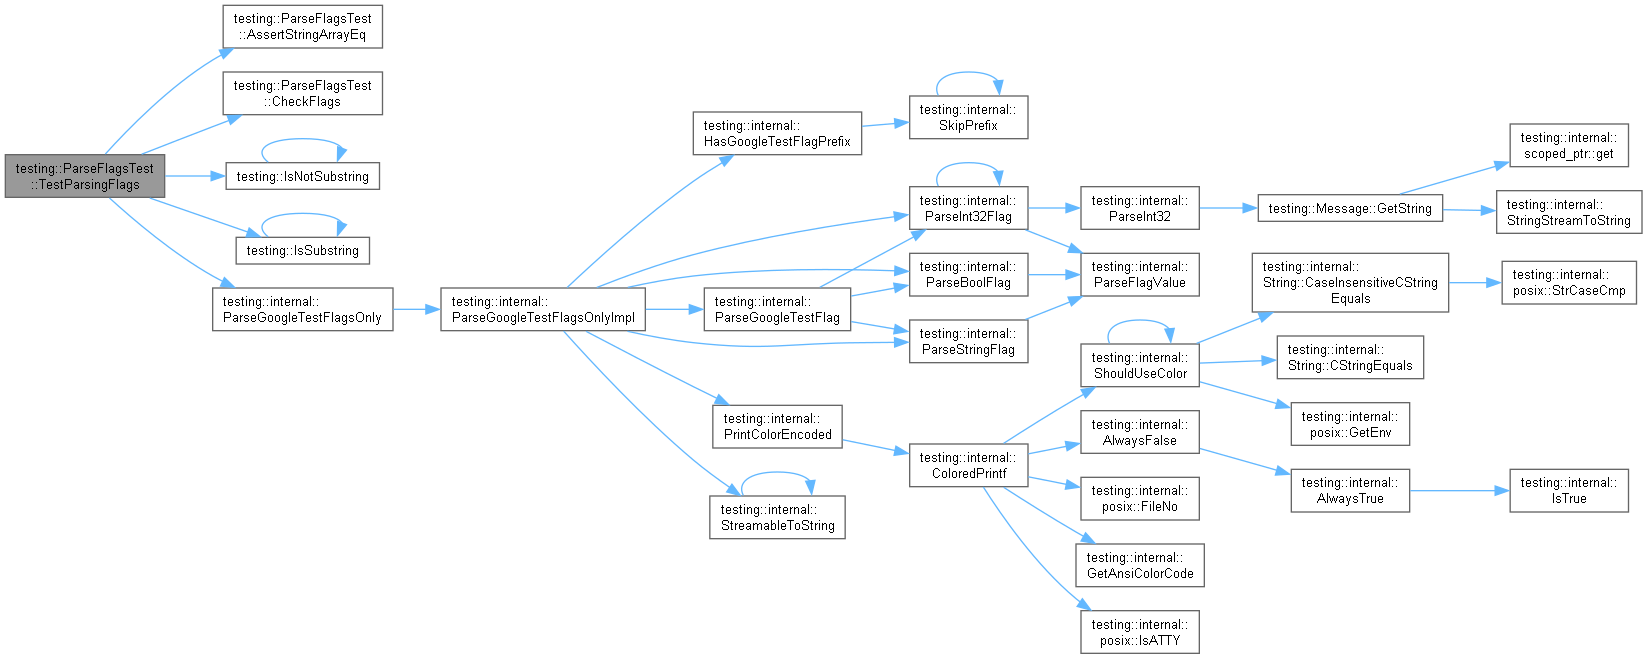 testing::ParseFlagsTest
::TestParsingFlags
testing::ParseFlagsTest
::AssertStringArrayEq
testing::ParseFlagsTest
::CheckFlags
testing::IsNotSubstring
testing::IsSubstring
testing::internal::
ParseGoogleTestFlagsOnly
testing::internal::
ParseGoogleTestFlagsOnlyImpl
testing::internal::
HasGoogleTestFlagPrefix
testing::internal::
ParseGoogleTestFlag
testing::internal::
PrintColorEncoded
testing::internal::
StreamableToString
testing::internal::
SkipPrefix
testing::internal::
ParseInt32Flag
testing::internal::
ParseBoolFlag
testing::internal::
ParseStringFlag
testing::internal::
ColoredPrintf
testing::internal::
ParseInt32
testing::internal::
ParseFlagValue
testing::internal::
ShouldUseColor
testing::internal::
AlwaysFalse
testing::internal::
posix::FileNo
testing::internal::
GetAnsiColorCode
testing::internal::
posix::IsATTY
testing::Message::GetString
testing::internal::
String::CaseInsensitiveCString
Equals
testing::internal::
String::CStringEquals
testing::internal::
posix::GetEnv
testing::internal::
AlwaysTrue
testing::internal::
scoped_ptr::get
testing::internal::
StringStreamToString
testing::internal::
posix::StrCaseCmp
testing::internal::
IsTrue